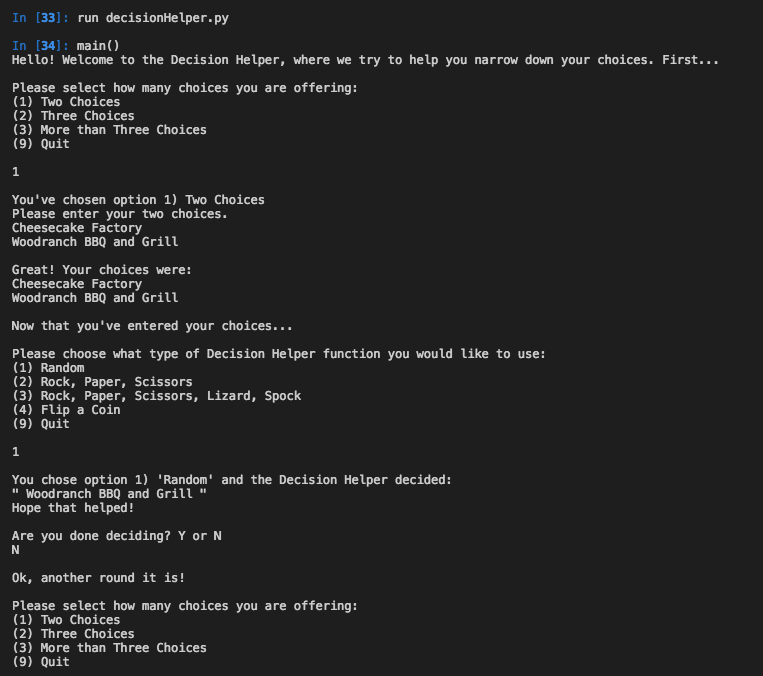 In [33]: run decisionHelper.py
In [34]: main()
Hello! Welcome to the Decision Helper, where we try to help you narrow down your choices. First...
Please select how many choices you are offering:
(1) Two Choices
(2) Three Choices
(3) More than Three Choices
(9) Quit
1
You've chosen option 1) Two Choices
Please enter your two choices.
Cheesecake Factory
Woodranch BBQ and Grill
Great! Your choices were:
Cheesecake Factory
Woodranch BBQ and Grill
Now that you've entered your choices...
Please choose what type of Decision Helper function you would like to use:
(1) Random
(2) Rock, Paper, Scissors
(3) Rock, Paper, Scissors, Lizard, Spock
(4) Flip a Coin
(9) Quit
1
You chose option 1) 'Random' and the Decision Helper decided:
" Woodranch BBQ and Grill "
Hope that helped!
Are you done deciding? Y or N
N
Ok, another round it is!
Please select how many choices you are offering:
(1) Two Choices
(2) Three Choices
(3) More than Three Choices
(9) Quit